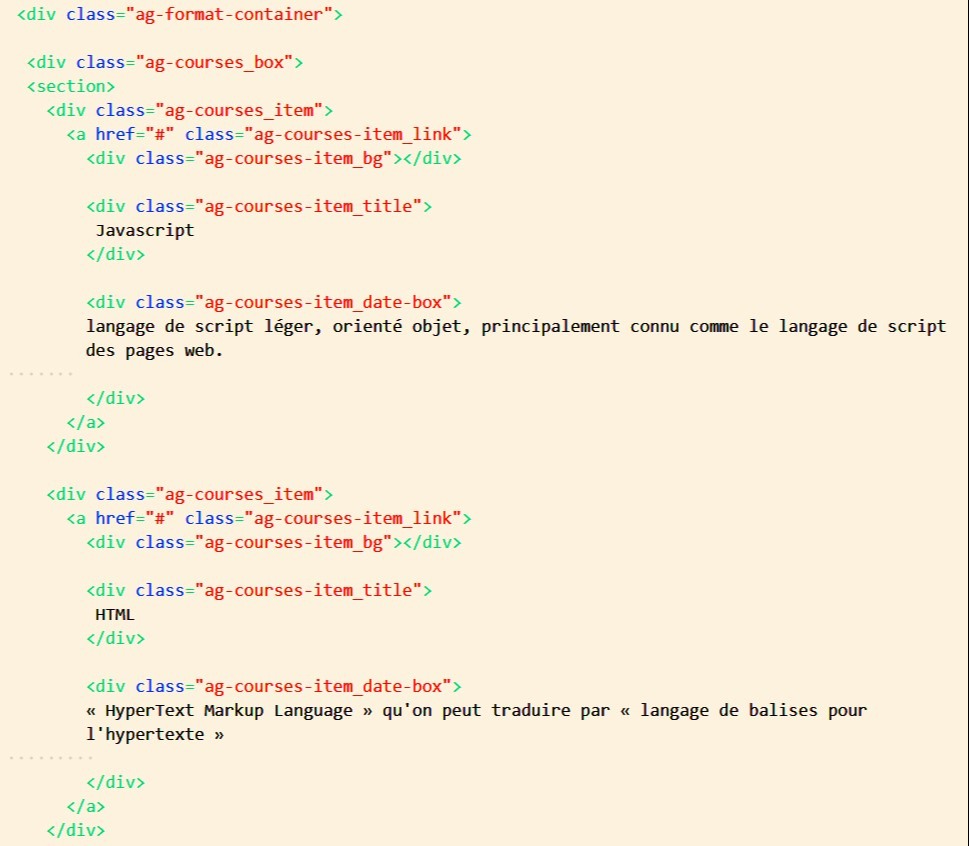 <div class="ag-format-container">
<div class="ag-courses_box">
<section>
<div class="ag-courses_item">
<a href="#" class="ag-courses-item_link">
<div class="ag-courses-item_bg"></div>
<div class="ag-courses-item_title">
Javascript
</div>
<div class="ag-courses-item_date-box">
langage de script léger, orienté objet, principalement connu comme le langage de script
des pages web.
</div>
</a>
</div>
<div class="ag-courses_item">
<a href="#" class="ag-courses-item_link">
<div class="ag-courses-item_bg"></div>
<div class="ag-courses-item_title">
HTML
</div>
<div class="ag-courses-item_date-box">
« HyperText Markup Language » qu'on peut traduire par « langage de balises pour
l'hypertexte »
</div>
</a>
</div>